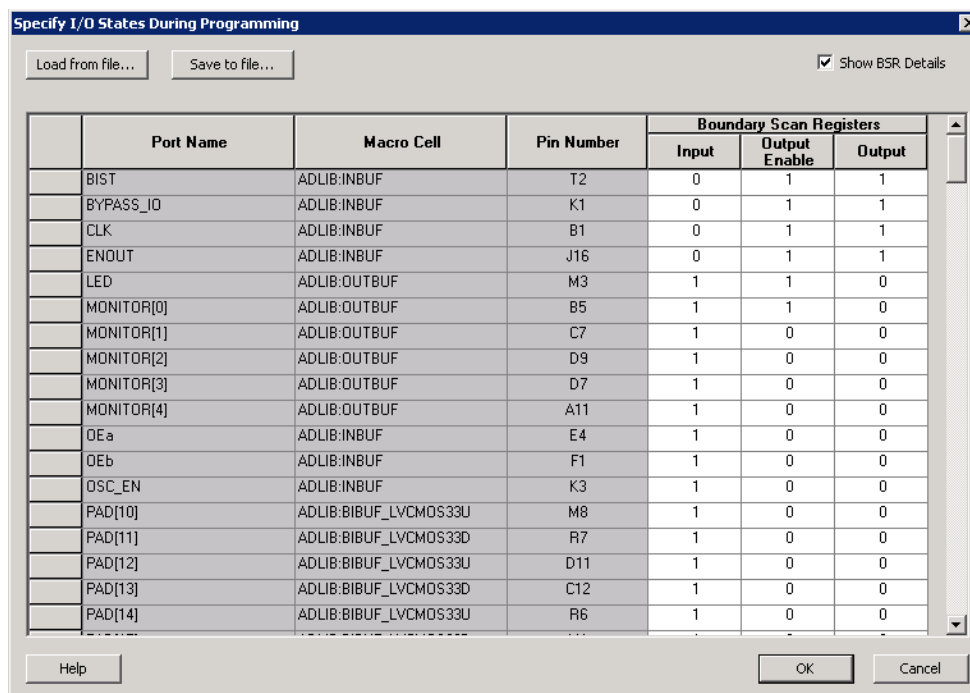 Specify I/O States During Programming
Load from file... Save to file... Show BSR Details
Port Name Macro Cell Pin Number Boundary Scan Registers
Input Output Enable Output
BIST ADLIB:INBUF T2 0 1 1
BYPASS_IO ADLIB:INBUF K1 0 1 1
CLK ADLIB:INBUF B1 0 1 1
ENOUT ADLIB:INBUF J16 0 1 1
LED ADLIB:OUTBUF M3 1 1 0
MONITOR[0] ADLIB:OUTBUF B5 1 1 0
MONITOR[1] ADLIB:OUTBUF C7 1 0 0
MONITOR[2] ADLIB:OUTBUF D9 1 0 0
MONITOR[3] ADLIB:OUTBUF D7 1 0 0
MONITOR[4] ADLIB:OUTBUF A11 1 0 0
OEa ADLIB:INBUF E4 1 0 0
OEb ADLIB:INBUF F1 1 0 0
OSC_EN ADLIB:INBUF K3 1 0 0
PAD[10] ADLIB:BIBUF_LVCMOS33U M8 1 0 0
PAD[11] ADLIB:BIBUF_LVCMOS33D R7 1 0 0
PAD[12] ADLIB:BIBUF_LVCMOS33U D11 1 0 0
PAD[13] ADLIB:BIBUF_LVCMOS33D C12 1 0 0
PAD[14] ADLIB:BIBUF_LVCMOS33U R6 1 0 0
Help OK Cancel